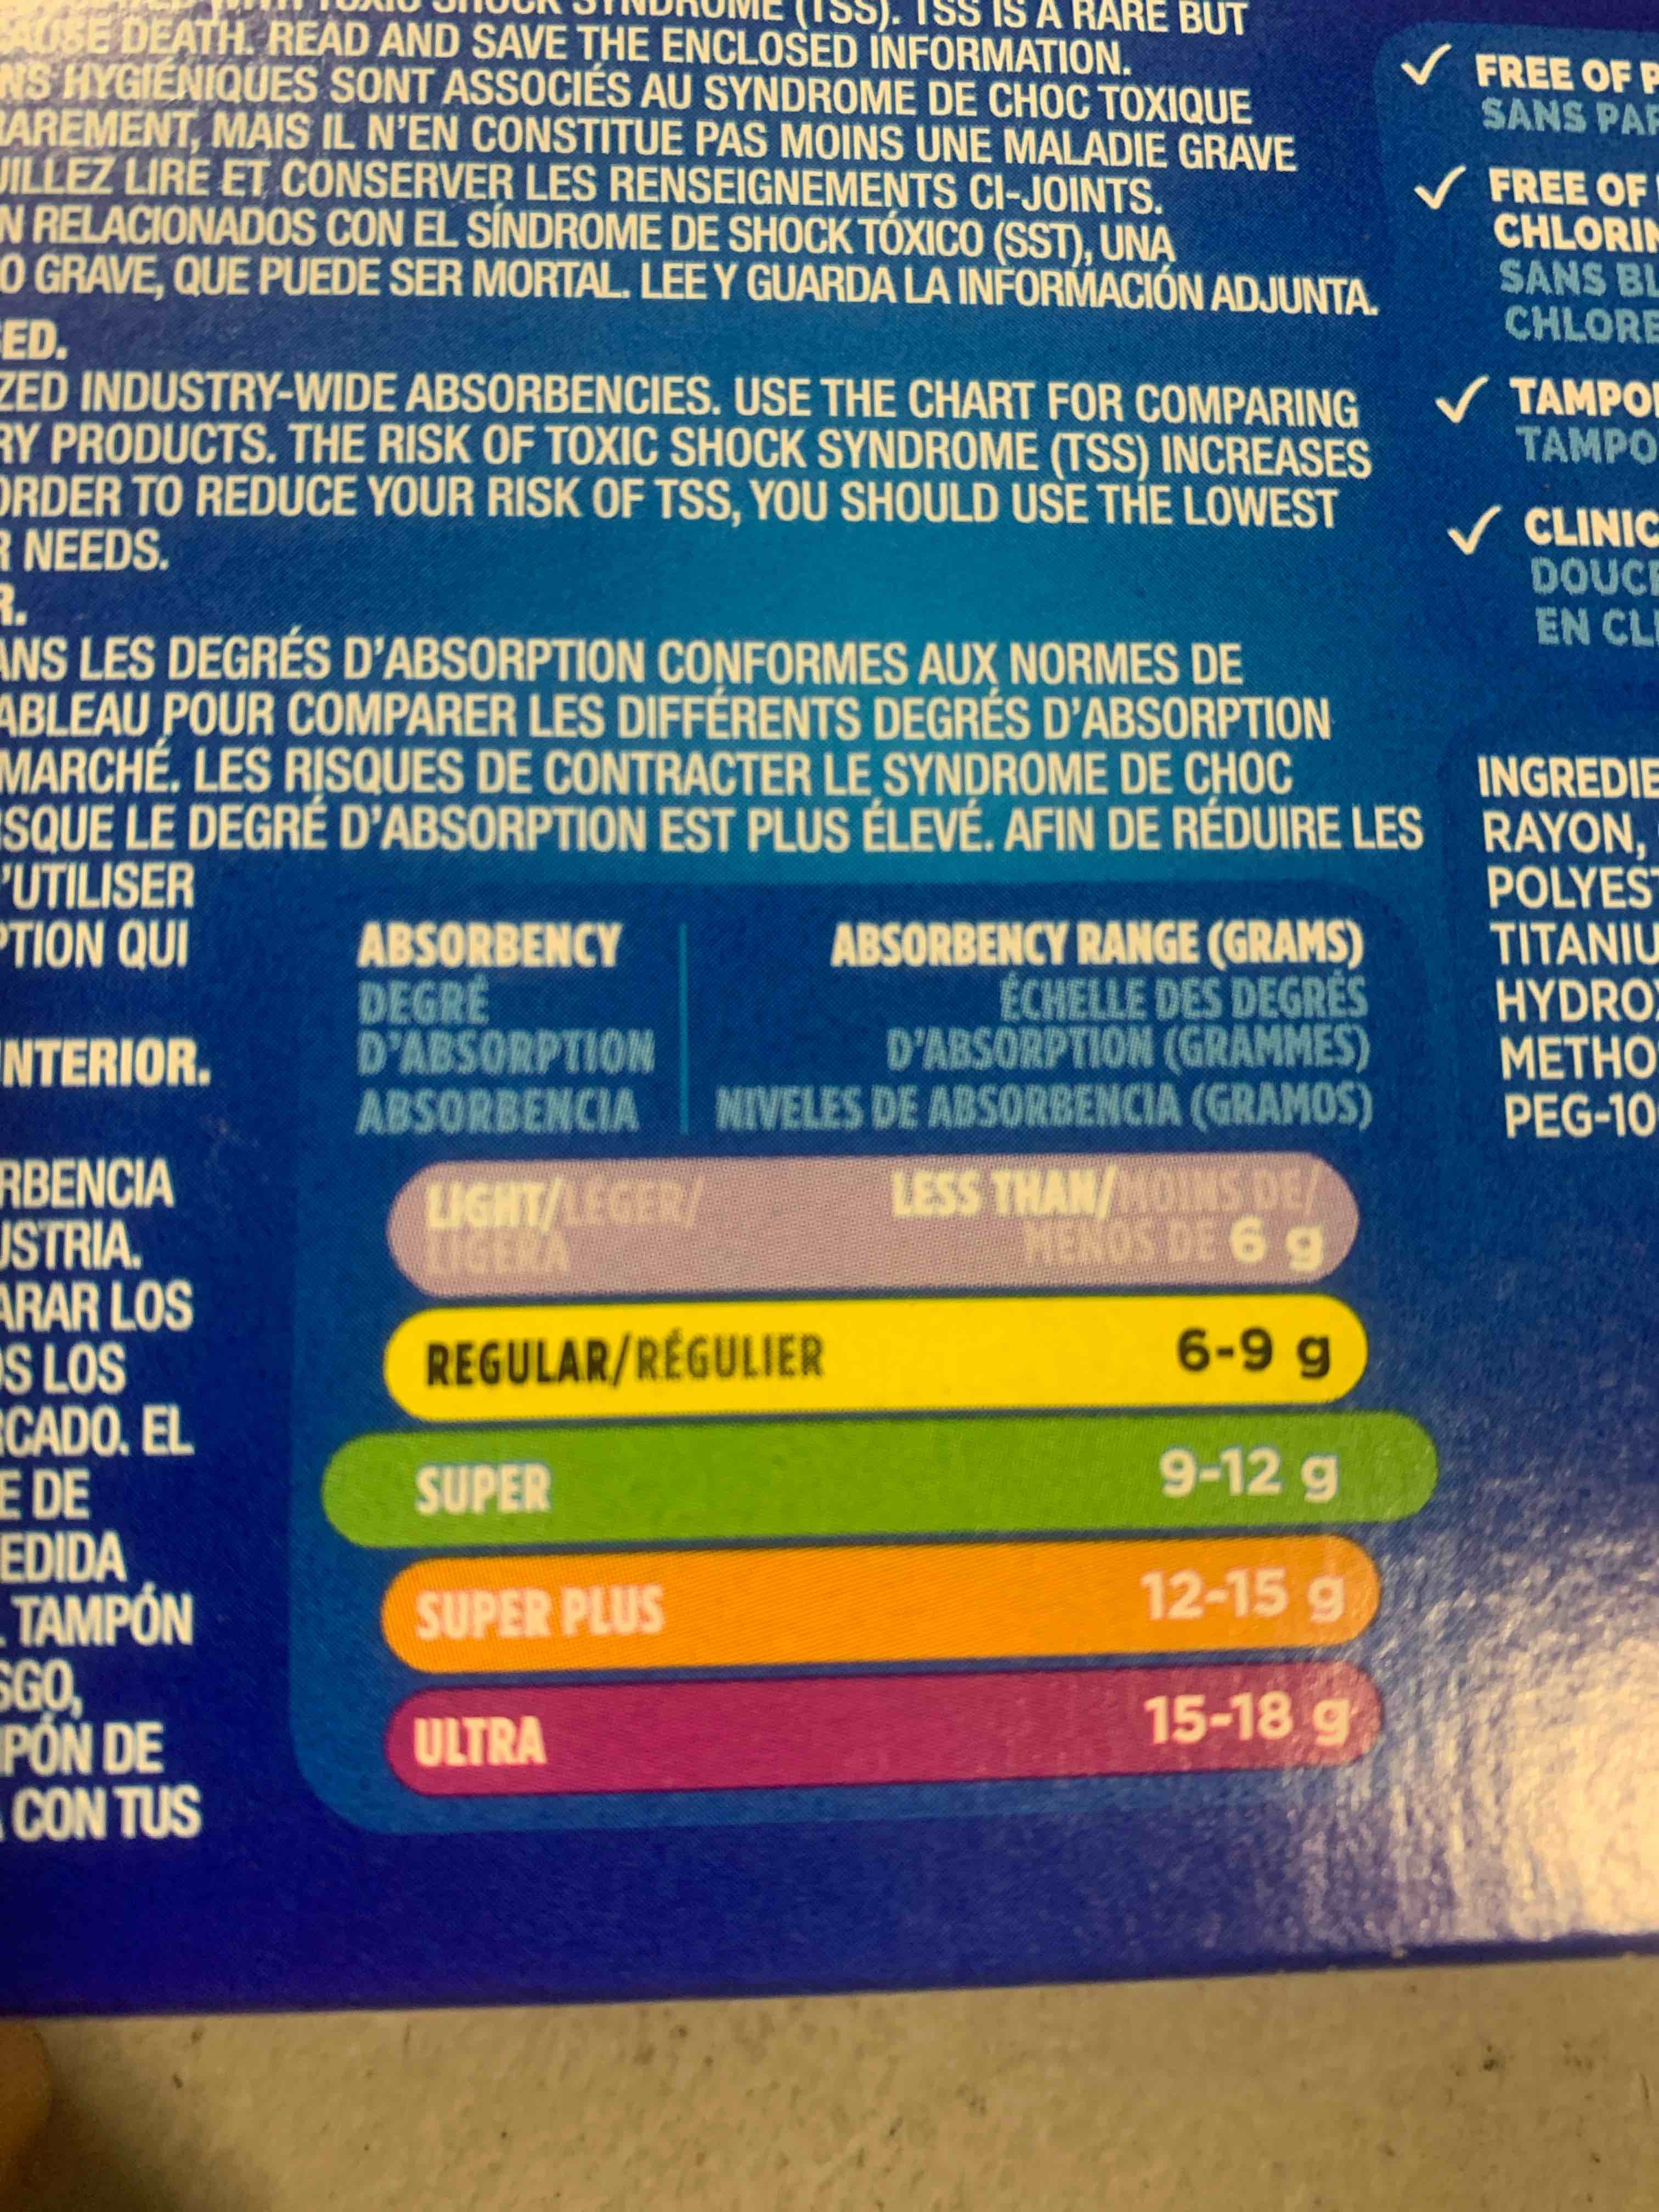 SHOCK SYNDROME (TSS). TSS IS A RARE BUT
DEATH. READ AND SAVE THE ENCLOSED INFORMATION.
HYGIÉNIQUES SONT ASSOCIÉS AU SYNDROME DE CHOC TOXIQUE
RAREMENT, MAIS IL N'EN CONSTITUE PAS MOINS UNE MALADIE GRAVE
LIRE ET CONSERVER LES RENSEIGNEMENTS CI-JOINTS.
N RELACIONADOS CON EL SÍNDROME DE SHOCK TÓXICO (SST), UNA
O GRAVE, QUE PUEDE SER MORTAL. LEE Y GUARDA LA INFORMACIÓN ADJUNTA.
ED.
ZED INDUSTRY-WIDE ABSORBENCIES. USE THE CHART FOR COMPARING
RY PRODUCTS. THE RISK OF TOXIC SHOCK SYNDROME (TSS) INCREASES
ORDER TO REDUCE YOUR RISK OF TSS, YOU SHOULD USE THE LOWEST
R NEEDS.
R.
ANS LES DEGRÉS D'ABSORPTION CONFORMES AUX NORMES DE
ABLEAU POUR COMPARER LES DIFFÉRENTS DEGRÉS D'ABSORPTION
MARCHÉ. LES RISQUES DE CONTRACTER LE SYNDROME DE CHOC
SQUE LE DEGRÉ D'ABSORPTION EST PLUS ÉLEVÉ. AFIN DE RÉDUIRE LES
'UTILISER
PTION QUI
NTERIOR.
RBENCIA
USTRIA.
ARAR LOS
OS LOS
RCADO. EL
E DE
EDIDA
TAMPÓN
SGO,
PÓN DE
CON TUS
ABSORBENCY
DEGRÉ
D'ABSORPTION
ABSORBENCIA
ABSORBENCY RANGE (GRAMS)
ÉCHELLE DES DEGRÉS
D'ABSORPTION (GRAMMES)
NIVELES DE ABSORBENCIA (GRAMOS)
LIGHT/LÉGER/ LESS THAN/MOINS DE/
LIGERA MENOS DE 6 g
REGULAR/RÉGULIER 6-9 g
SUPER 9-12 g
SUPER PLUS 12-15 g
ULTRA 15-18 g
✓ FREE OF P
SANS PAR
✓ FREE OF
CHLORIN
SANS BL
CHLORE
✓ TAMPO
TAMPO
✓ CLINIC
DOUCE
EN CLI
INGREDIE
RAYON,
POLYEST
TITANIU
HYDROX
METHO
PEG-10